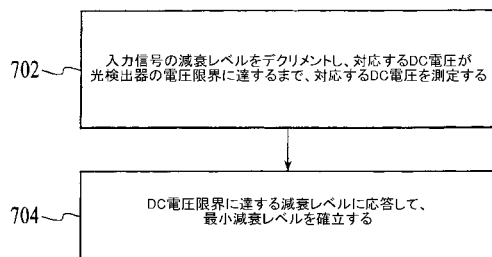 702
入力信号の減衰レベルをデクリメントし、対応するDC電圧が
光検出器の電圧限界に達するまで、対応するDC電圧を測定する
704
DC電圧限界に達する減衰レベルに応答して、
最小減衰レベルを確立する